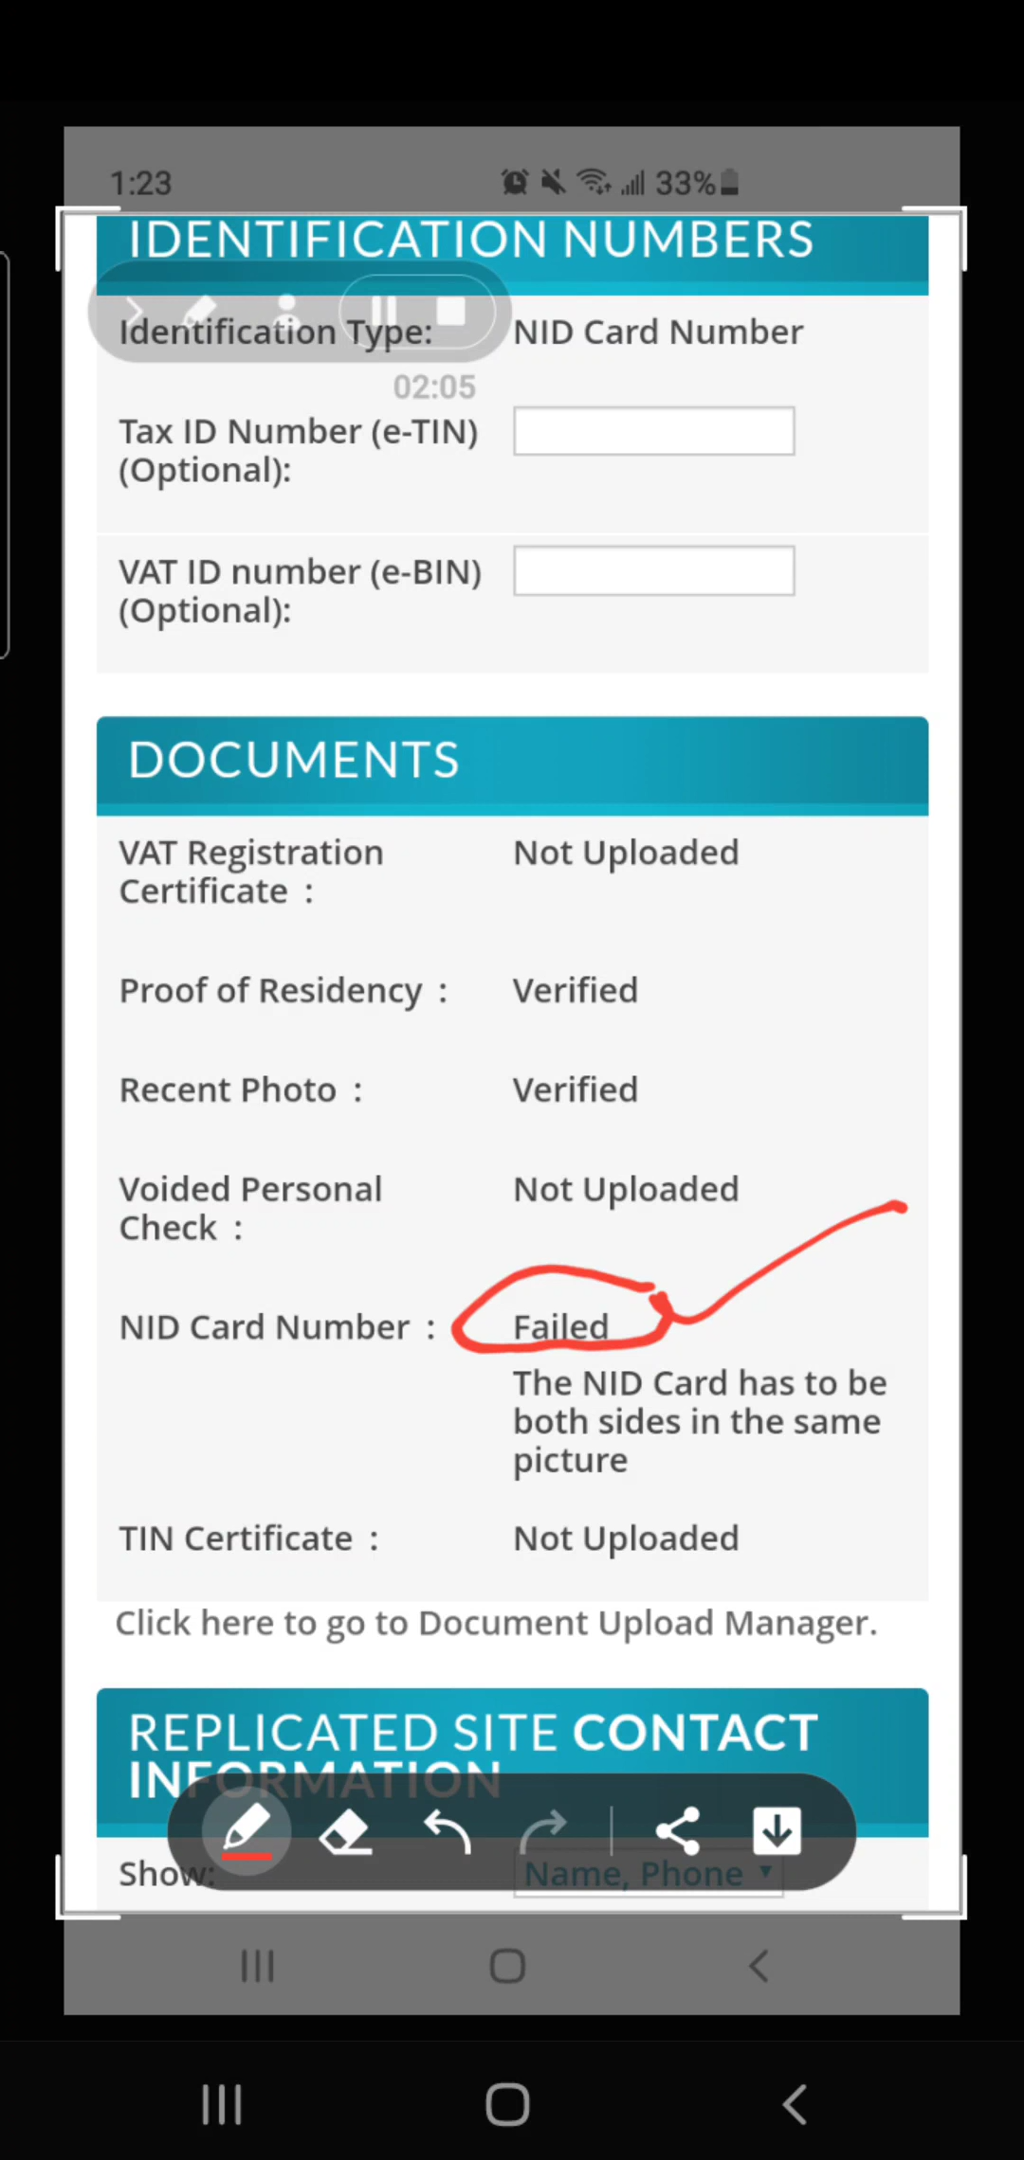 1:23
33%
IDENTIFICATION NUMBERS
Identification Type: NID Card Number
02:05
Tax ID Number (e-TIN)
(Optional):
VAT ID number (e-BIN)
(Optional):
DOCUMENTS
VAT Registration Not Uploaded
Certificate :
Proof of Residency : Verified
Recent Photo : Verified
Voided Personal Not Uploaded
Check :
NID Card Number : Failed
The NID Card has to be
both sides in the same
picture
TIN Certificate : Not Uploaded
Click here to go to Document Upload Manager.
REPLICATED SITE CONTACT
INFORMATION
Show: Name, Phone